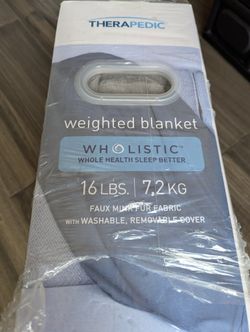 THERAPEDIC
weighted blanket
WHOLISTIC™
WHOLE HEALTH SLEEP BETTER
16 LBS. | 7.2 KG
FAUX MINK FUR FABRIC
WITH WASHABLE, REMOVABLE COVER